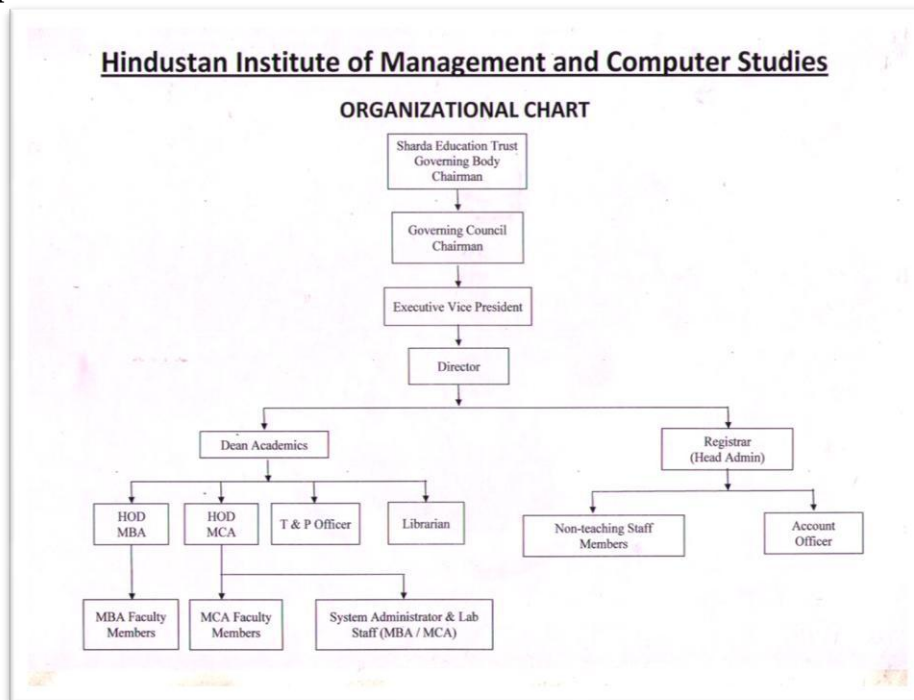 Hindustan Institute of Management and Computer Studies
ORGANIZATIONAL CHART
Sharda Education Trust
Governing Body
Chairman
Governing Council
Chairman
Executive Vice President
Director
Dean Academics
Registrar
(Head Admin)
HOD
MBA
HOD
MCA
T & P Officer
Librarian
Non-teaching Staff
Members
Account
Officer
MBA Faculty
Members
MCA Faculty
Members
System Administrator & Lab
Staff (MBA / MCA)